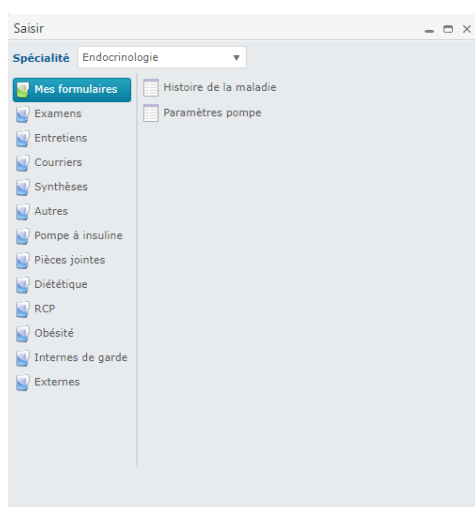 Saisir
Spécialité Endocrinologie
Mes formulaires
Examens
Entretiens
Courriers
Synthèses
Autres
Pompe à insuline
Pièces jointes
Diététique
RCP
Obésité
Internes de garde
Externes
Histoire de la maladie
Paramètres pompe